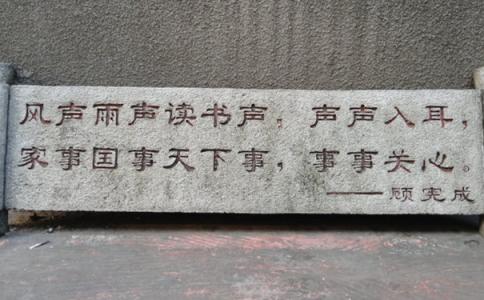 风声雨声读书声，声声入耳，
家事国事天下事，事事关心。
——顾宪成